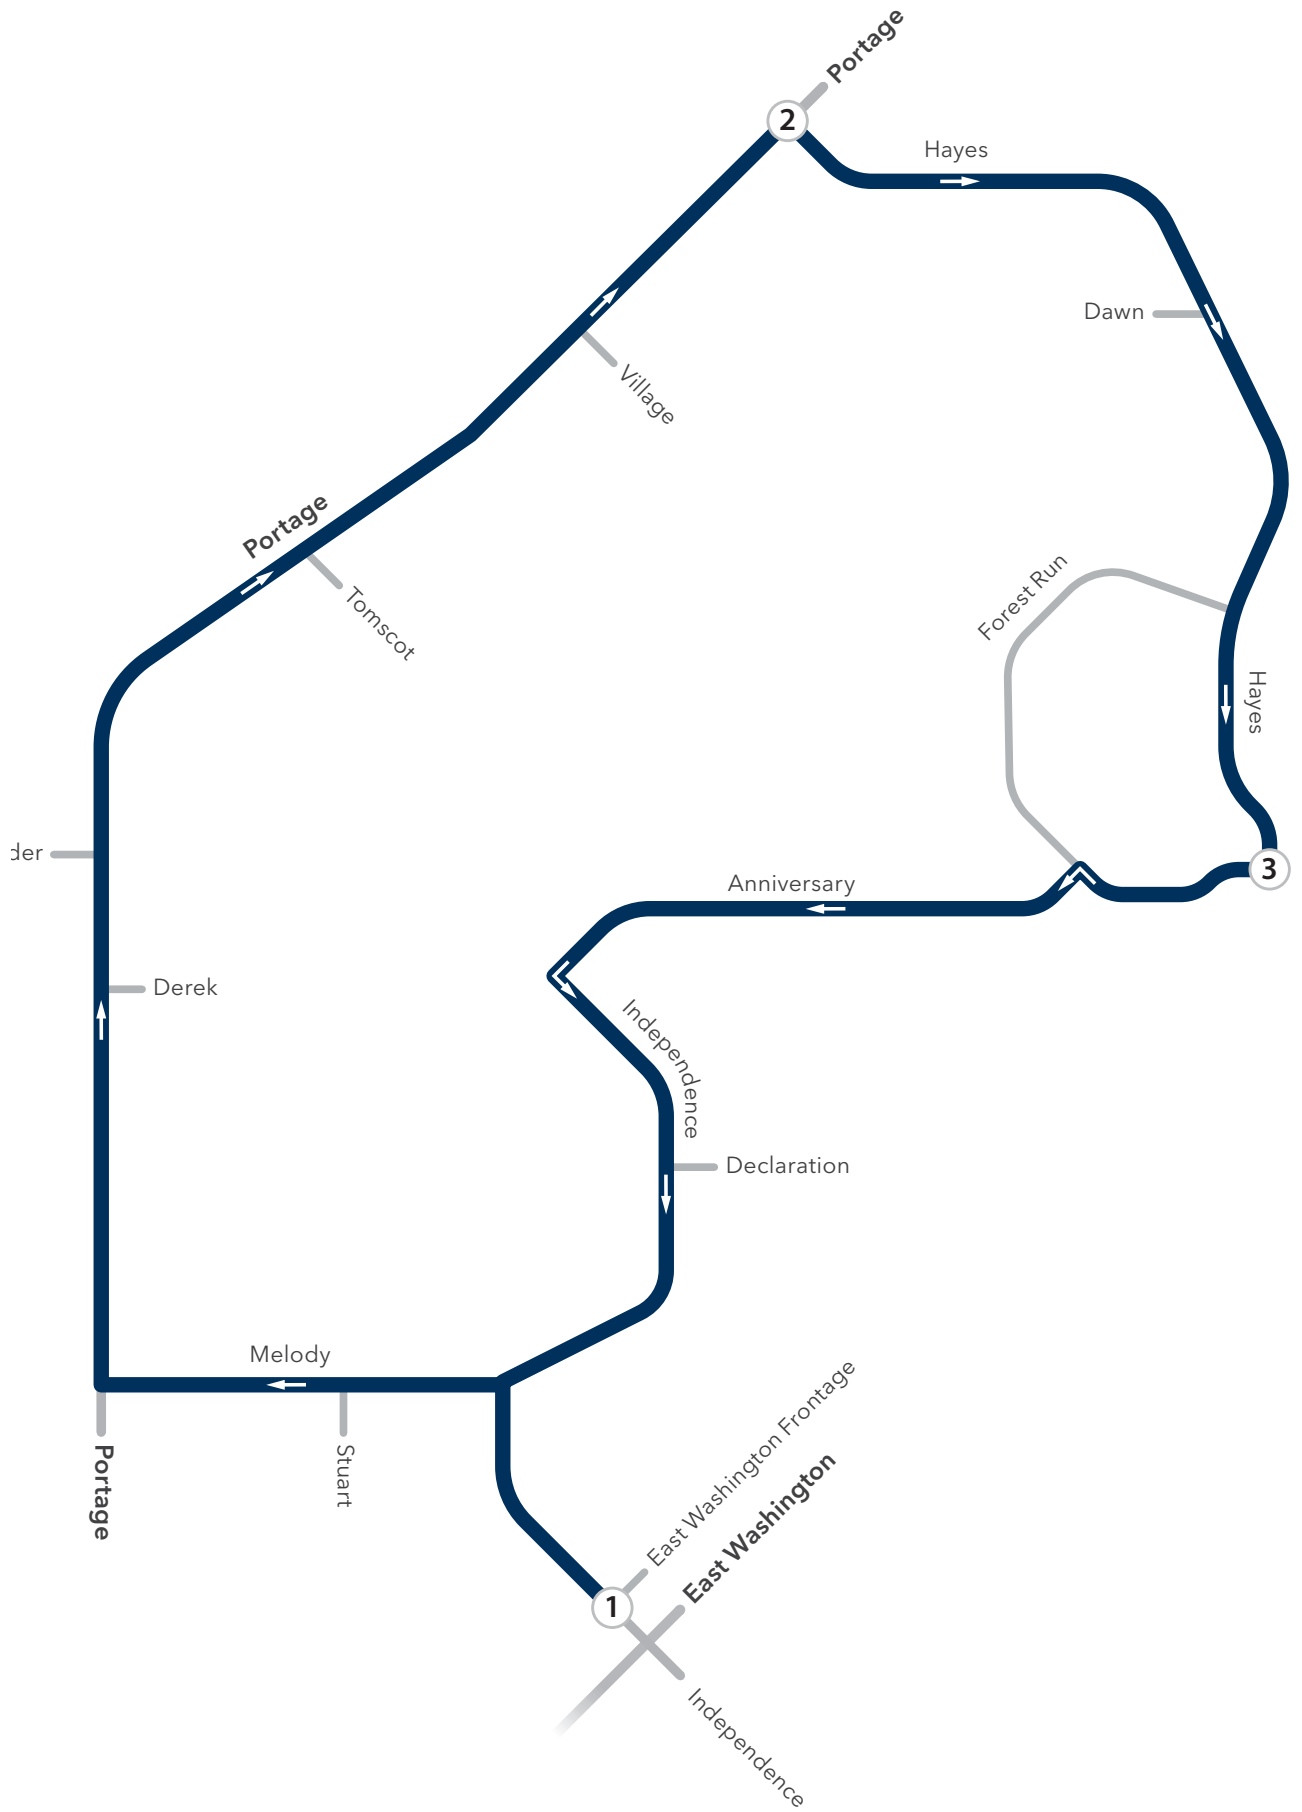 Portage
2
Hayes
Dawn
Village
Portage
Tomscot
Forest Run
Hayes
der
3
Anniversary
Derek
Independence
Declaration
Melody
East Washington Frontage
Stuart
Portage
East Washington
1
Independence